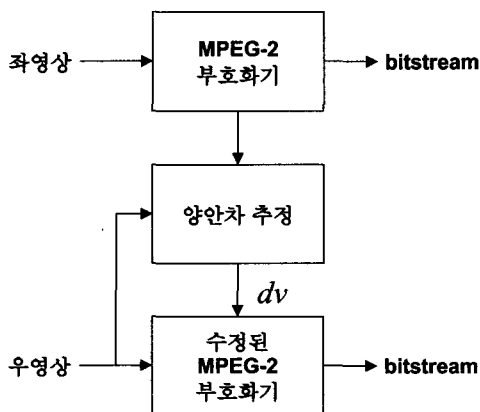 좌영상
MPEG-2
부호화기
bitstream
양안차 추정
dv
우영상
수정된
MPEG-2
부호화기
bitstream